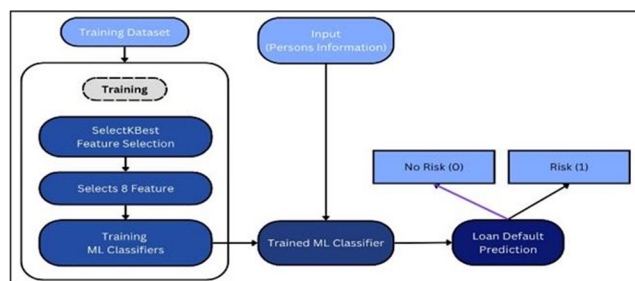 Training Dataset
Input
(Persons Information)
Training
SelectKBest
Feature Selection
No Risk (0)
Risk (1)
Selects 8 Feature
Training
ML Classifiers
Trained ML Classifier
Loan Default
Prediction